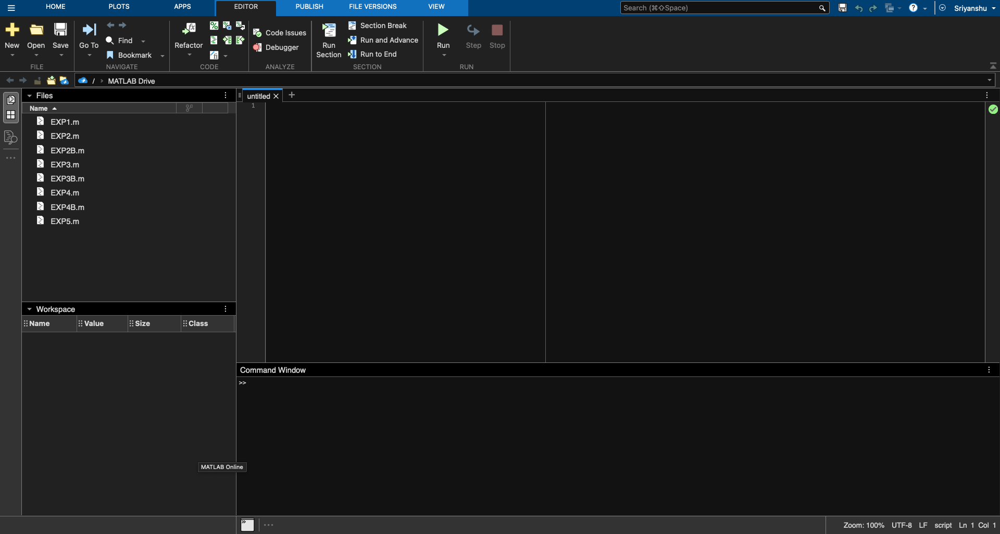 HOME PLOTS APPS EDITOR PUBLISH FILE VERSIONS VIEW Search (⌘⇧Space) Sriyanshu
New Open Save Go To Find Bookmark Refactor Code Issues Debugger Run Section Section Break Run and Advance Run to End Run Step Stop
FILE NAVIGATE CODE ANALYZE SECTION RUN
/ › MATLAB Drive
Files
Name
EXP1.m
EXP2.m
EXP2B.m
EXP3.m
EXP3B.m
EXP4.m
EXP4B.m
EXP5.m
Workspace
Name Value Size Class
MATLAB Online
untitled
1
Command Window
>>
Zoom: 100% UTF-8 LF script Ln 1 Col 1